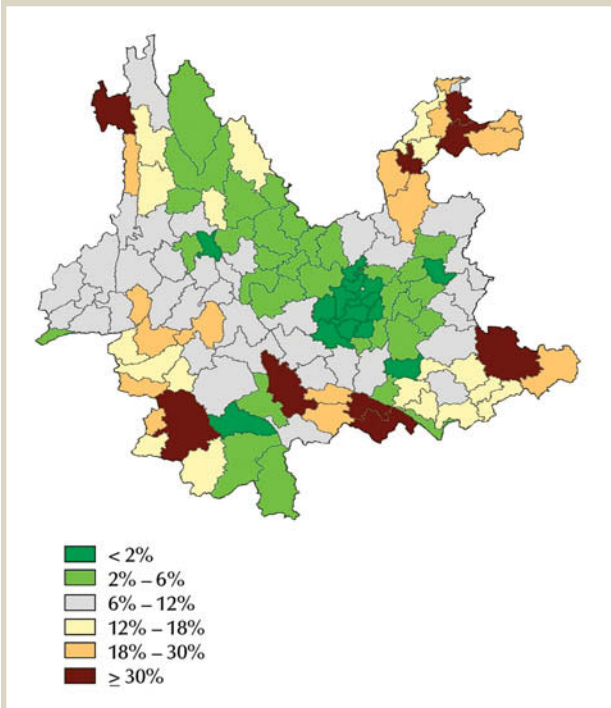 < 2%
2% – 6%
6% – 12%
12% – 18%
18% – 30%
≥ 30%